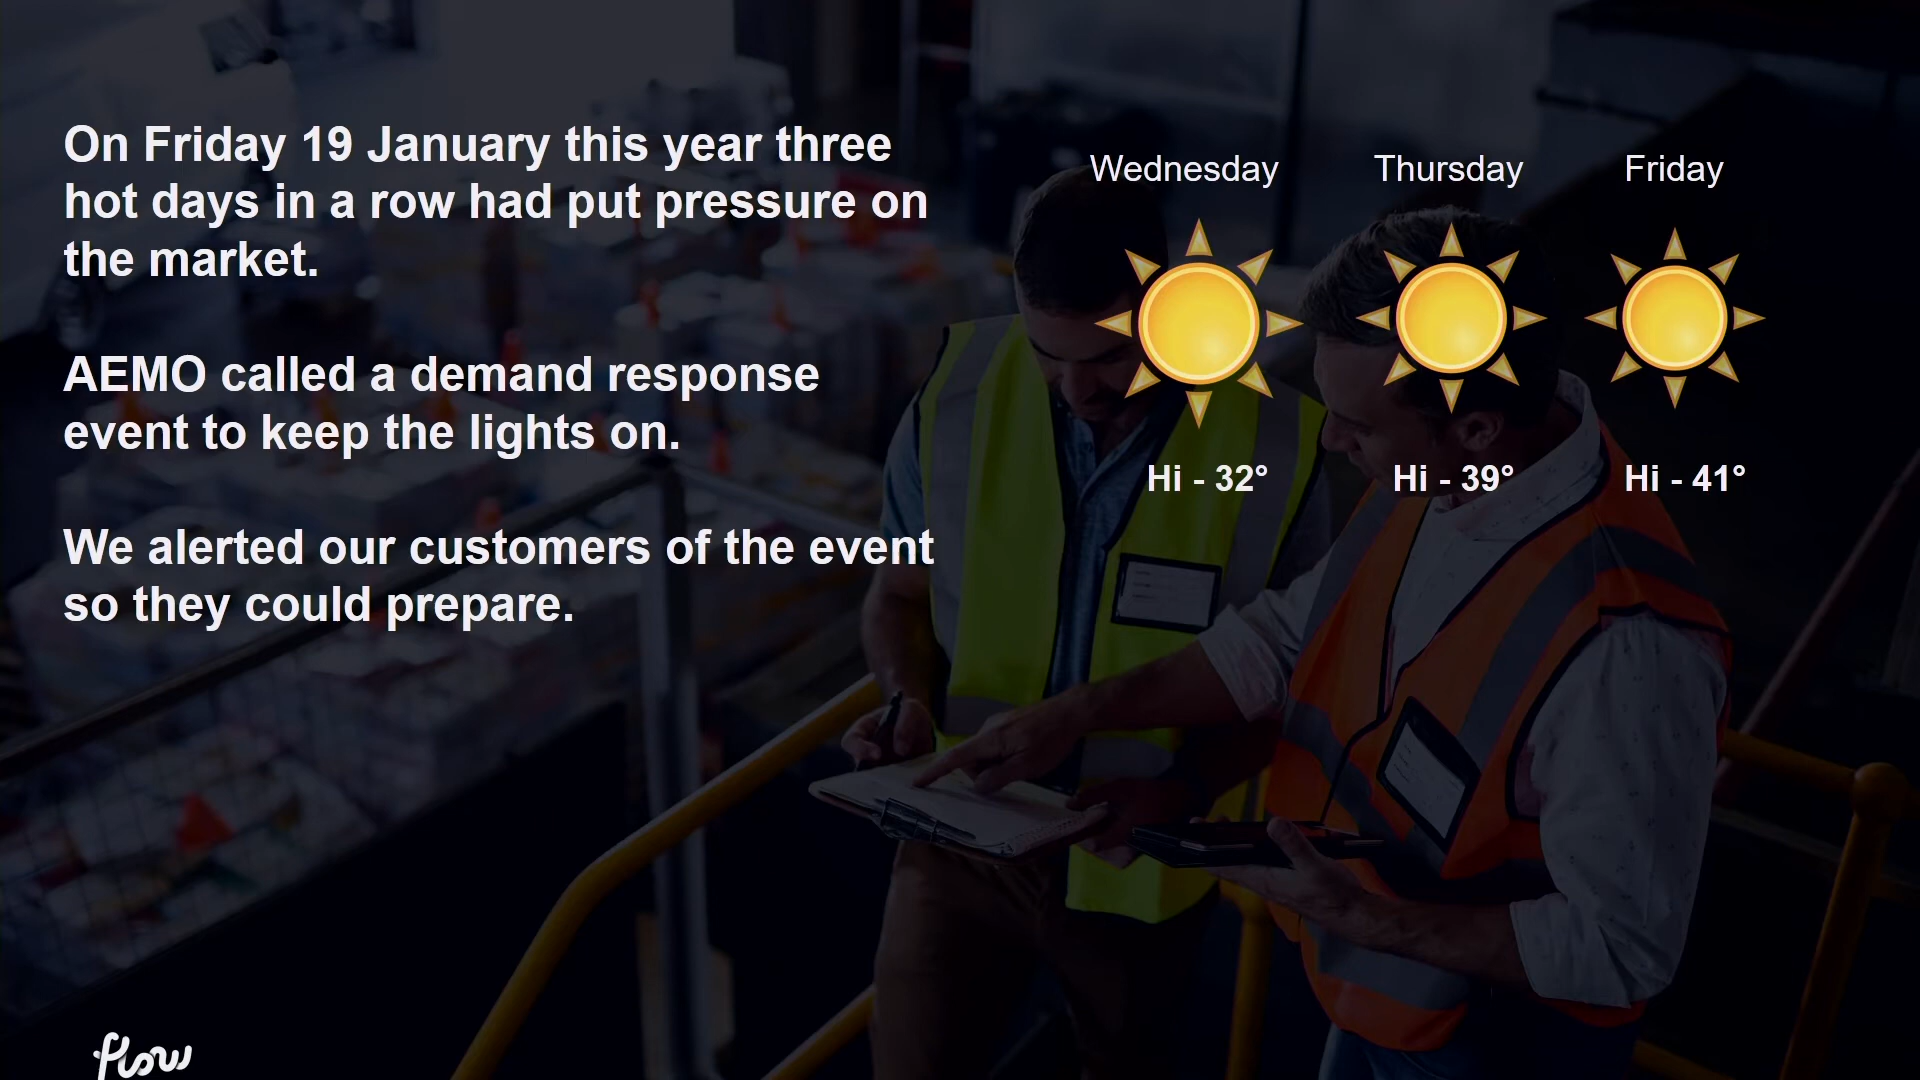 On Friday 19 January this year three
hot days in a row had put pressure on
the market.
AEMO called a demand response
event to keep the lights on.
We alerted our customers of the event
so they could prepare.
Wednesday Thursday Friday
Hi - 32° Hi - 39° Hi - 41°
flow